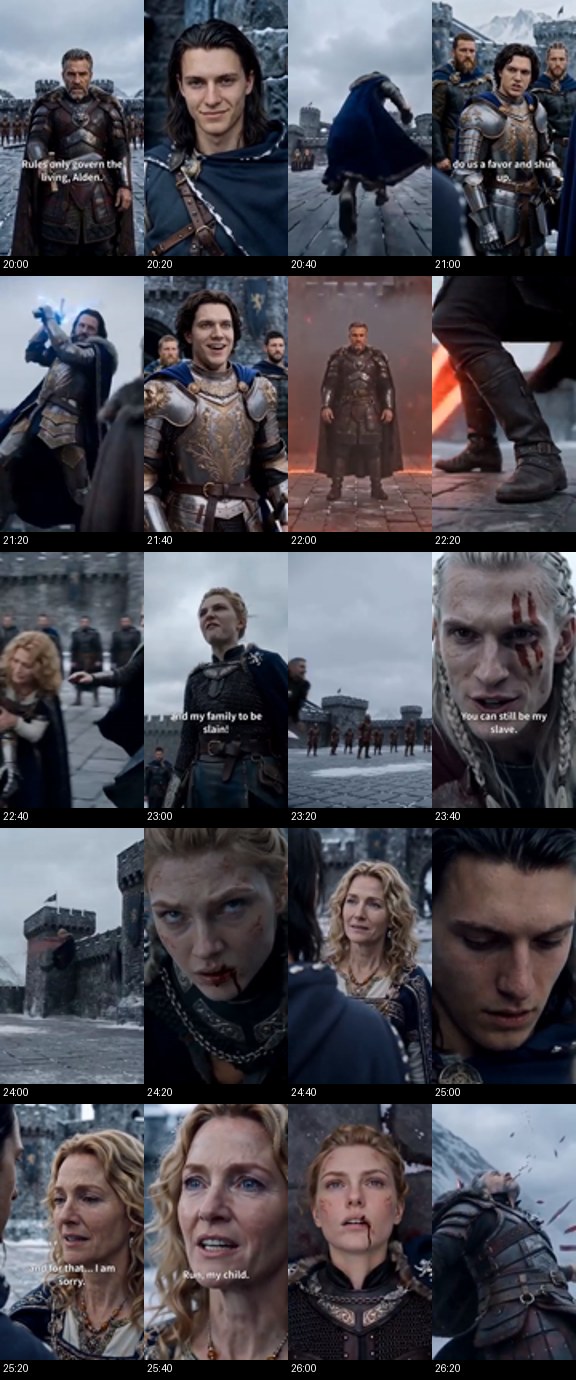 Rules only govern the
living, Alden.
do us a favor and shut
up.
20:00
20:20
20:40
21:00
21:20
21:40
22:00
22:20
and my family to be
slain!
You can still be my
slave.
22:40
23:00
23:20
23:40
24:00
24:20
24:40
25:00
And for that... I am
sorry.
Run, my child.
25:20
25:40
26:00
26:20